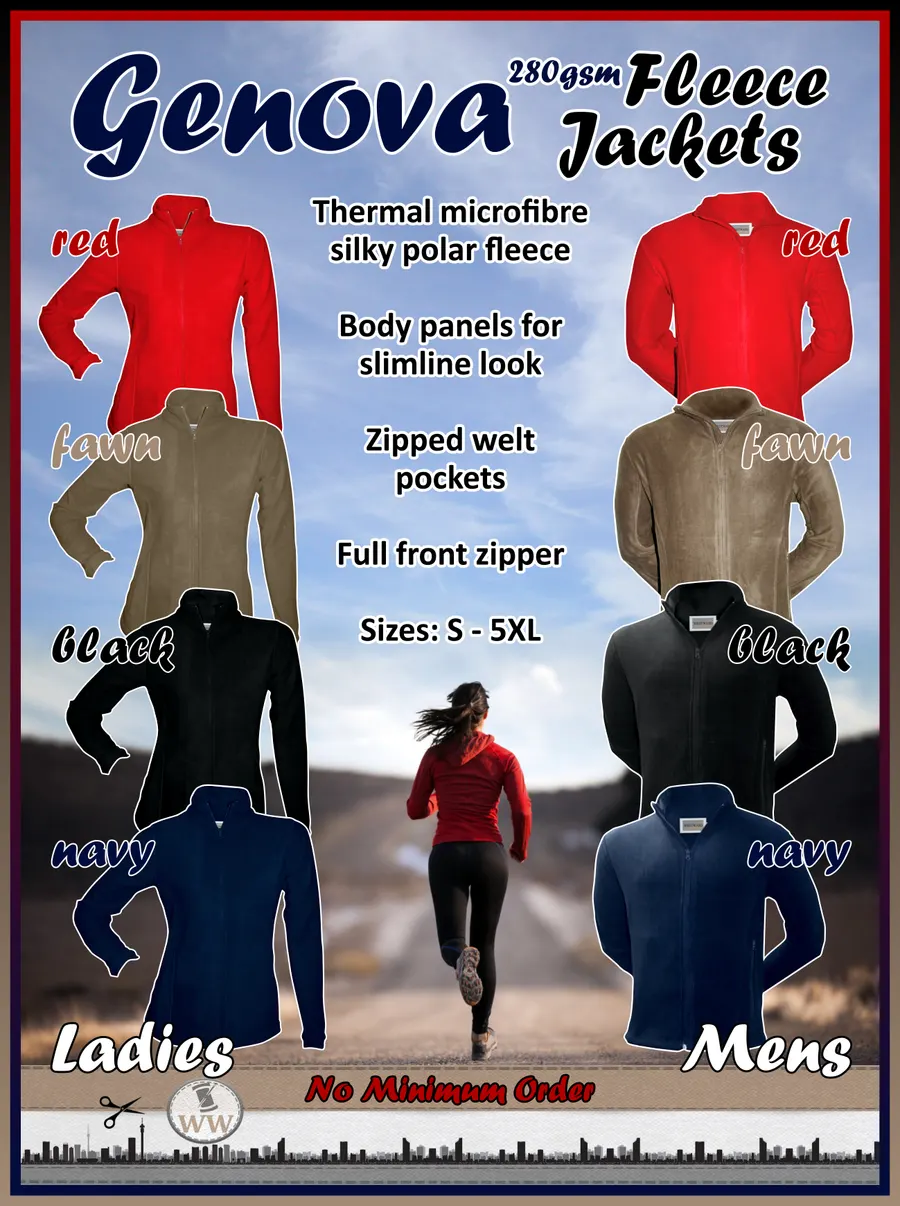 Genova 280gsm Fleece
Jackets
Thermal microfibre
silky polar fleece
Body panels for
slimline look
Zipped welt
pockets
Full front zipper
Sizes: S - 5XL
red
fawn
black
navy
Ladies
red
fawn
black
navy
Mens
No Minimum Order
WW